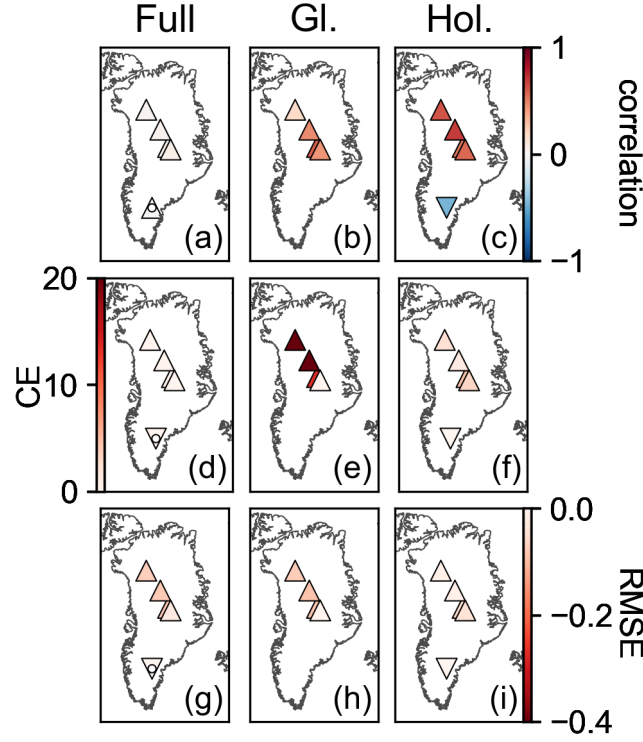 Full Gl. Hol.
(a) (b) (c)
1
0
−1
correlation
20
10
0
CE
(d) (e) (f)
(g) (h) (i)
0.0
−0.2
−0.4
RMSE